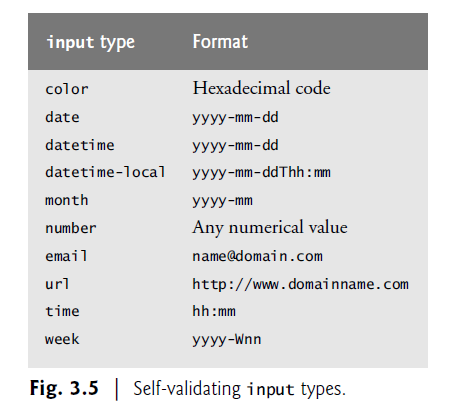 input type Format
color Hexadecimal code
date yyyy-mm-dd
datetime yyyy-mm-dd
datetime-local yyyy-mm-ddThh:mm
month yyyy-mm
number Any numerical value
email name@domain.com
url http://www.domainname.com
time hh:mm
week yyyy-Wnn
Fig. 3.5 | Self-validating input types.